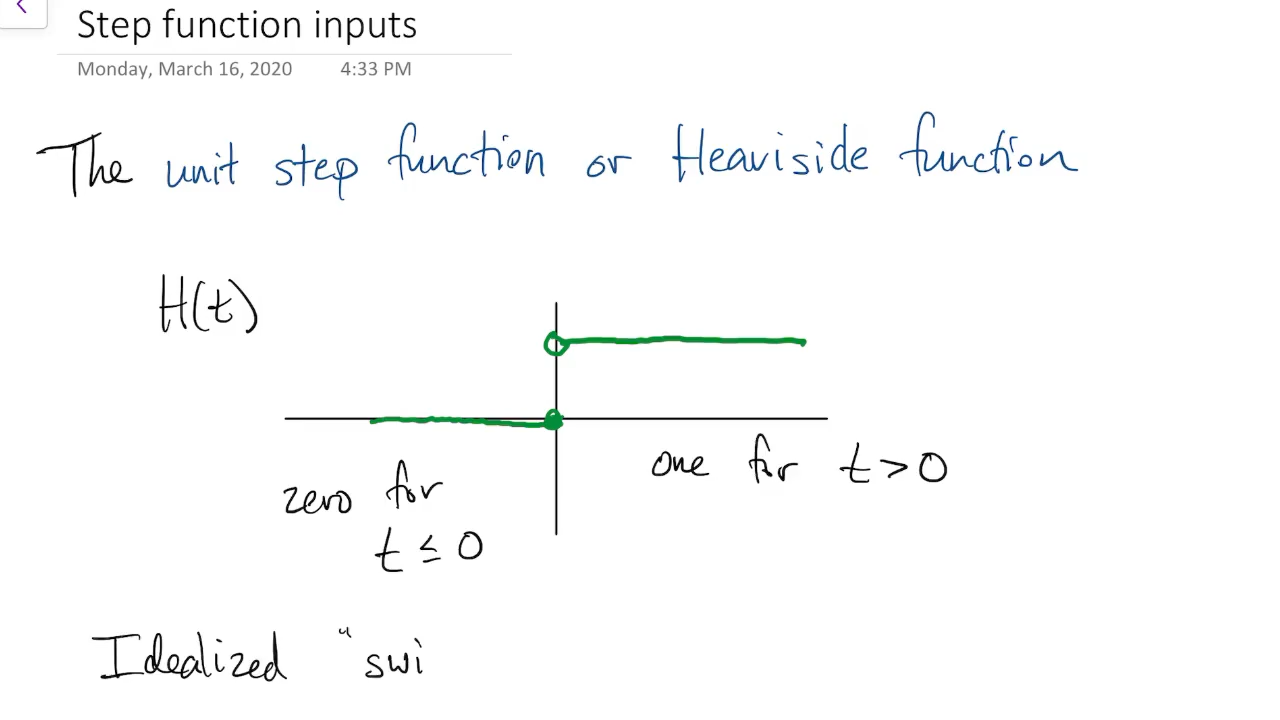 Step function inputs
Monday, March 16, 2020 4:33 PM
The unit step function or Heaviside function
H(t)
one for t > 0
zero for
t ≤ 0
Idealized "swi